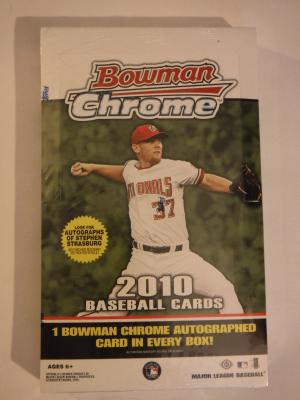 Bowman
Chrome
Topps
NATIONALS
37
LOOK FOR
AUTOGRAPHS
OF STEPHEN
STRASBURG
2010
BASEBALL CARDS
1 BOWMAN CHROME AUTOGRAPHED
CARD IN EVERY BOX!
AGES 6+
MAJOR LEAGUE BASEBALL